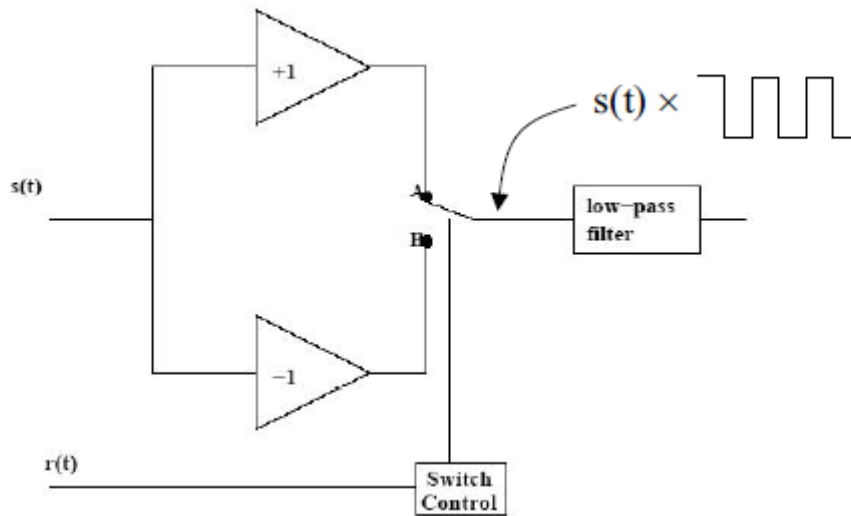 +1
s(t) ×
A
s(t)
B
low-pass
filter
-1
r(t)
Switch
Control